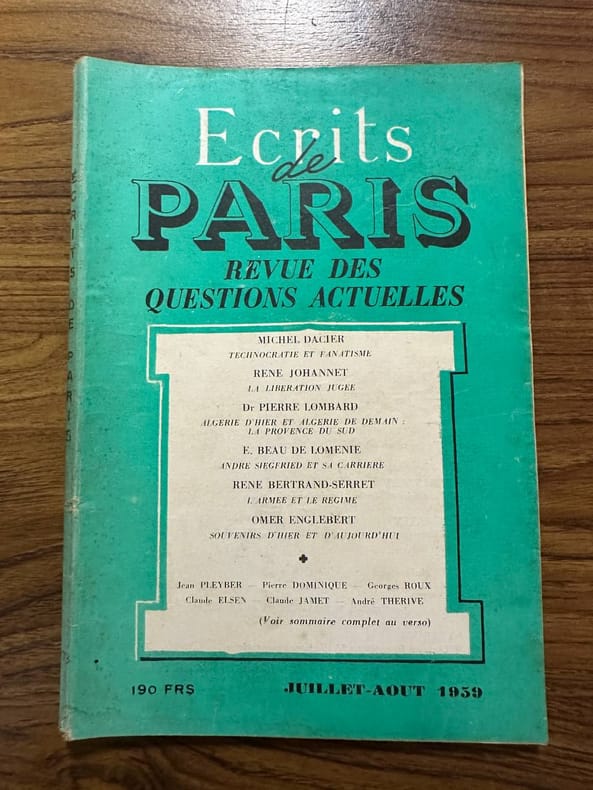 Ecrits
de
PARIS
REVUE DES
QUESTIONS ACTUELLES
MICHEL DACIER
TECHNOCRATIE ET FANATISME
RENE JOHANNET
LA LIBERATION JUGEE
Dr PIERRE LOMBARD
ALGERIE D'HIER ET ALGERIE DE DEMAIN :
LA PROVENCE DU SUD
E. BEAU DE LOMENIE
ANDRE SIEGFRIED ET SA CARRIERE
RENE BERTRAND-SERRET
L'ARMEE ET LE REGIME
OMER ENGLEBERT
SOUVENIRS D'HIER ET D'AUJOURD'HUI
Jean PLEYBER — Pierre DOMINIQUE — Georges ROUX
Claude ELSEN — Claude JAMET — André THERIVE
(Voir sommaire complet au verso)
190 FRS
JUILLET-AOUT 1959
ECRITS DE PARIS